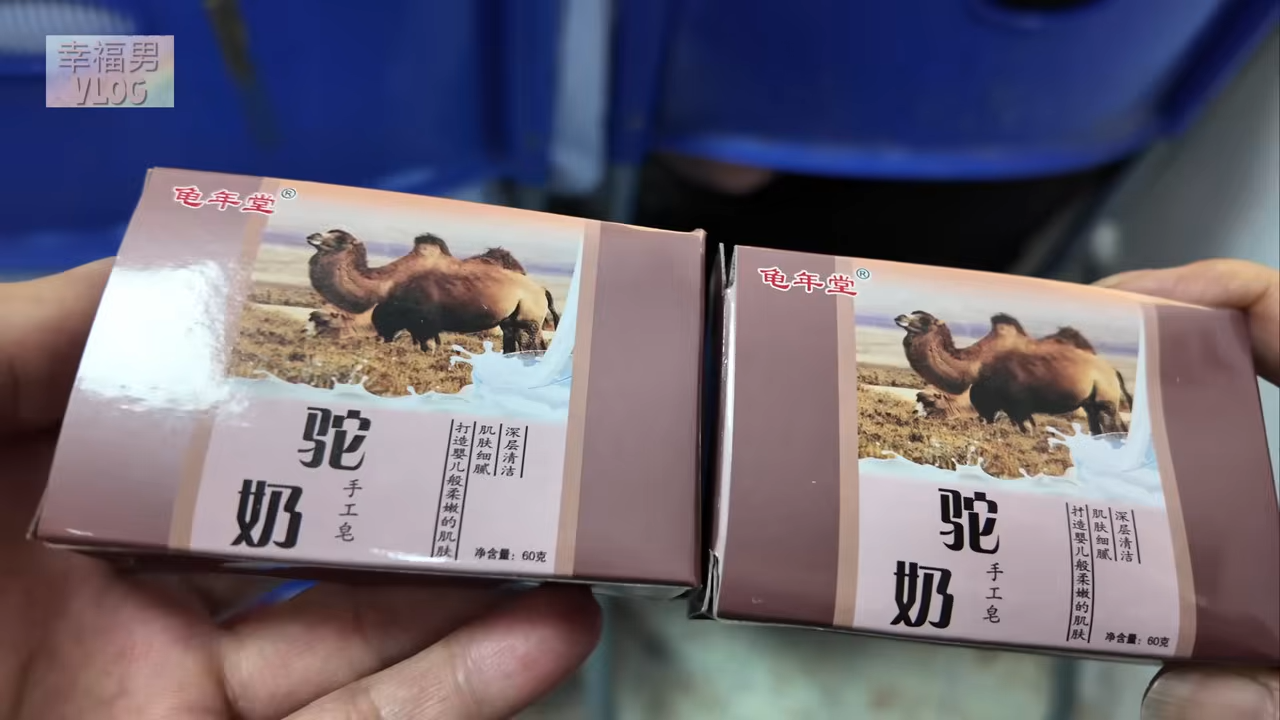 幸福男
VLOG
龟年堂®
驼奶
手工皂
深层清洁
肌肤细腻
打造婴儿般柔嫩的肌肤
净含量：60克
龟年堂®
驼奶
手工皂
深层清洁
肌肤细腻
打造婴儿般柔嫩的肌肤
净含量：60克